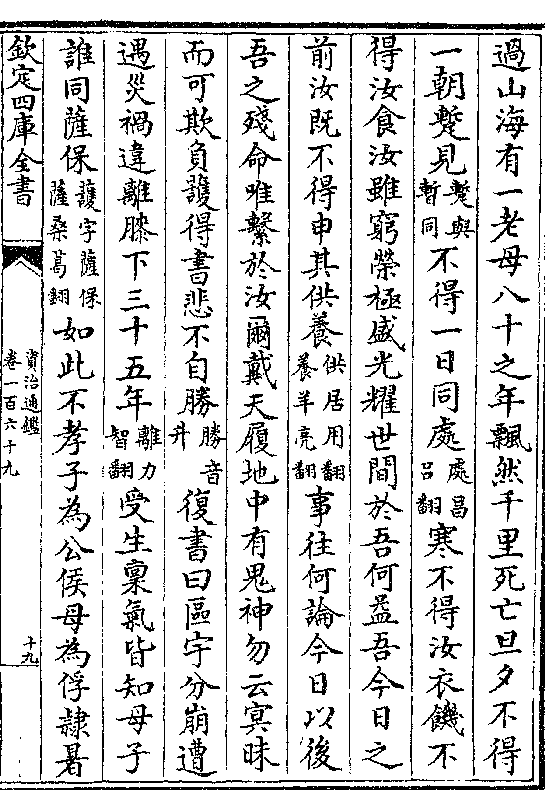 過山海有一老母八十之年飄然千里死亡旦夕不得
一朝蹔見蹔與暫同不得一日同處處昌呂翻寒不得汝衣饑不
得汝食汝雖窮榮極盛光耀世間於吾何益吾今日之
前汝既不得申其供養供居用翻養羊亮翻事往何論今日以後
吾之殘命唯繫於汝爾戴天履地中有鬼神勿云冥昧
而可欺負䕶得書悲不自勝勝音升復書曰區宇分崩遭
遇災禍違離膝下三十五年離力智翻受生稟氣皆知母子
誰同薩保䕶字薩保薩桑葛翻如此不孝子為公侯母為俘隸暑
欽定四庫全書
資治通鑑
卷一百六十九
十九